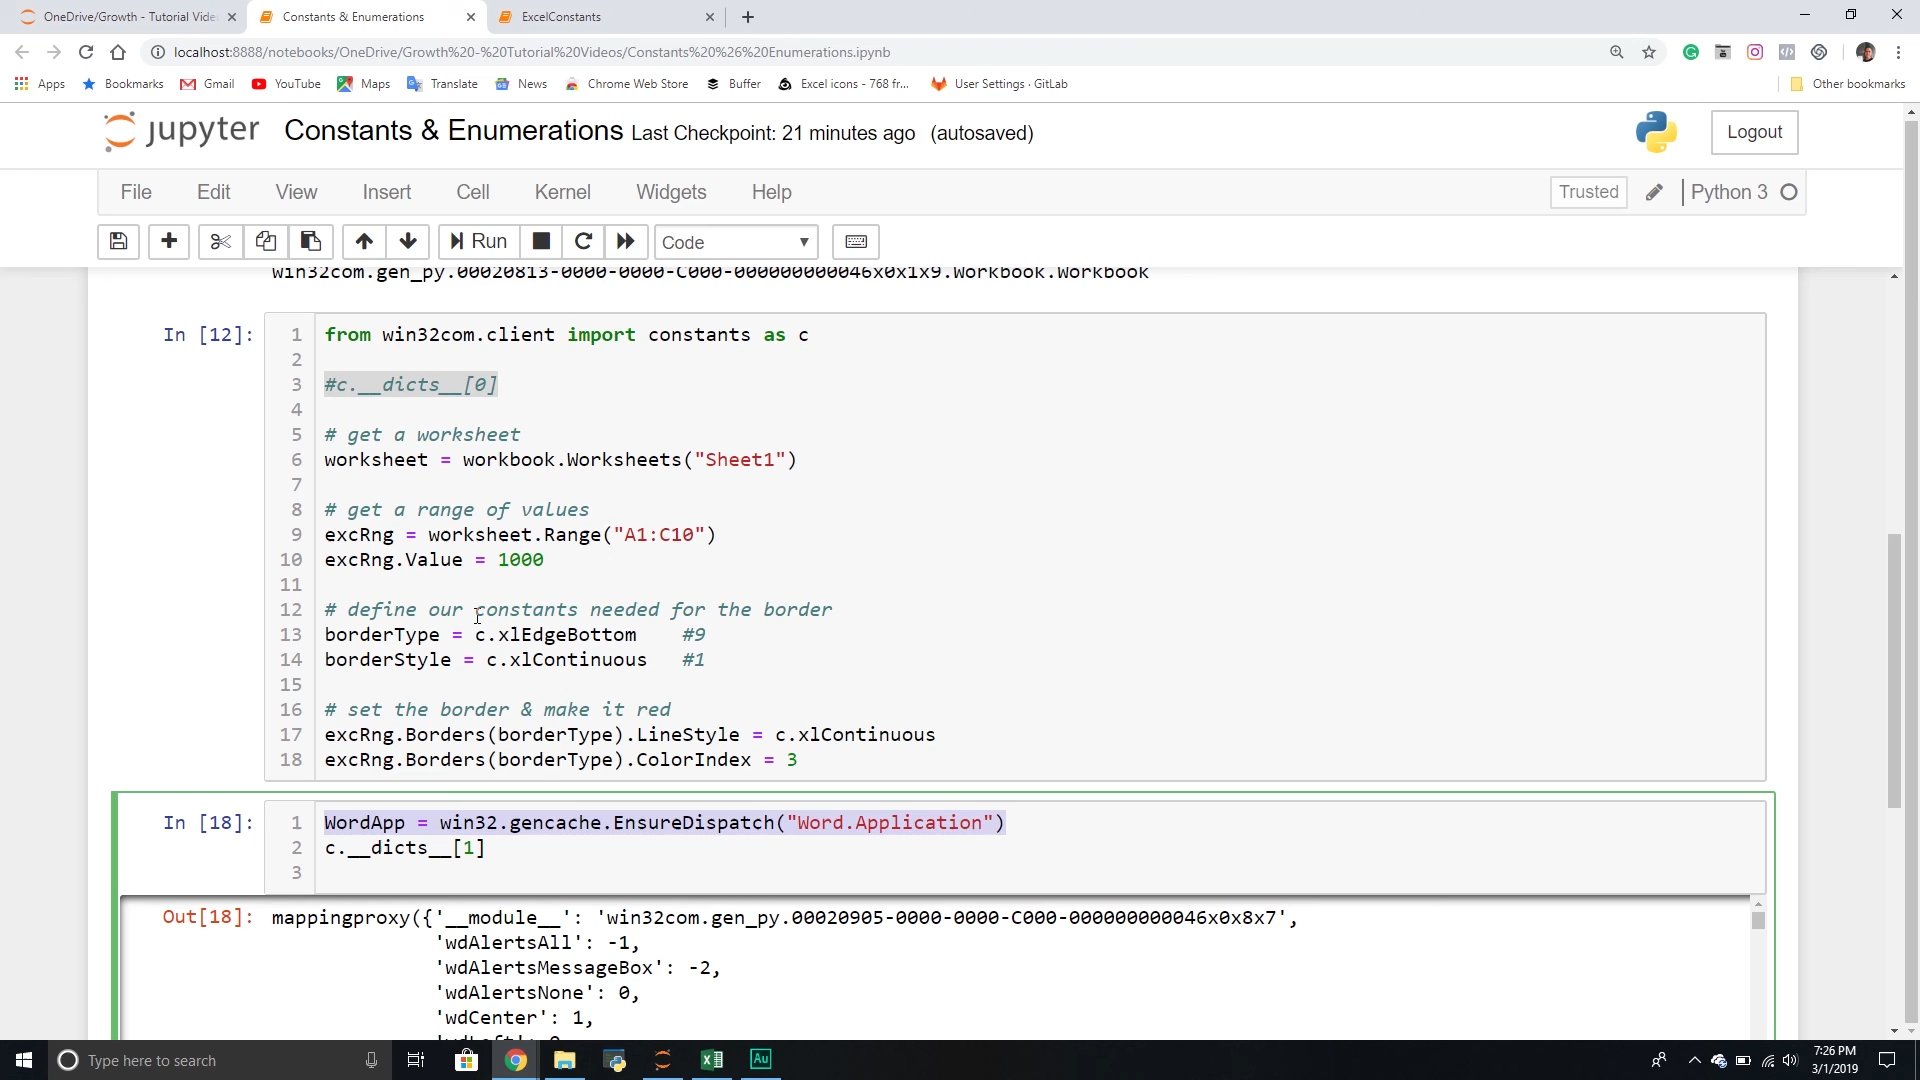 OneDrive/Growth - Tutorial Vide
Constants & Enumerations
ExcelConstants
localhost:8888/notebooks/OneDrive/Growth%20-%20Tutorial%20Videos/Constants%20%26%20Enumerations.ipynb
Apps Bookmarks Gmail YouTube Maps Translate News Chrome Web Store Buffer Excel icons - 768 fr... User Settings · GitLab Other bookmarks
jupyter Constants & Enumerations Last Checkpoint: 21 minutes ago (autosaved) Logout
File Edit View Insert Cell Kernel Widgets Help Trusted Python 3
Run Code
win32com.gen_py.00020813-0000-0000-C000-000000000046x0x1x9.Workbook.Workbook
In [12]: 1 from win32com.client import constants as c
2
3 #c.__dicts__[0]
4
5 # get a worksheet
6 worksheet = workbook.Worksheets("Sheet1")
7
8 # get a range of values
9 excRng = worksheet.Range("A1:C10")
10 excRng.Value = 1000
11
12 # define our constants needed for the border
13 borderType = c.xlEdgeBottom #9
14 borderStyle = c.xlContinuous #1
15
16 # set the border & make it red
17 excRng.Borders(borderType).LineStyle = c.xlContinuous
18 excRng.Borders(borderType).ColorIndex = 3
In [18]: 1 WordApp = win32.gencache.EnsureDispatch("Word.Application")
2 c.__dicts__[1]
3
Out[18]: mappingproxy({'__module__': 'win32com.gen_py.00020905-0000-0000-C000-000000000046x0x8x7',
'wdAlertsAll': -1,
'wdAlertsMessageBox': -2,
'wdAlertsNone': 0,
'wdCenter': 1,
Type here to search
Au
7:26 PM
3/1/2019